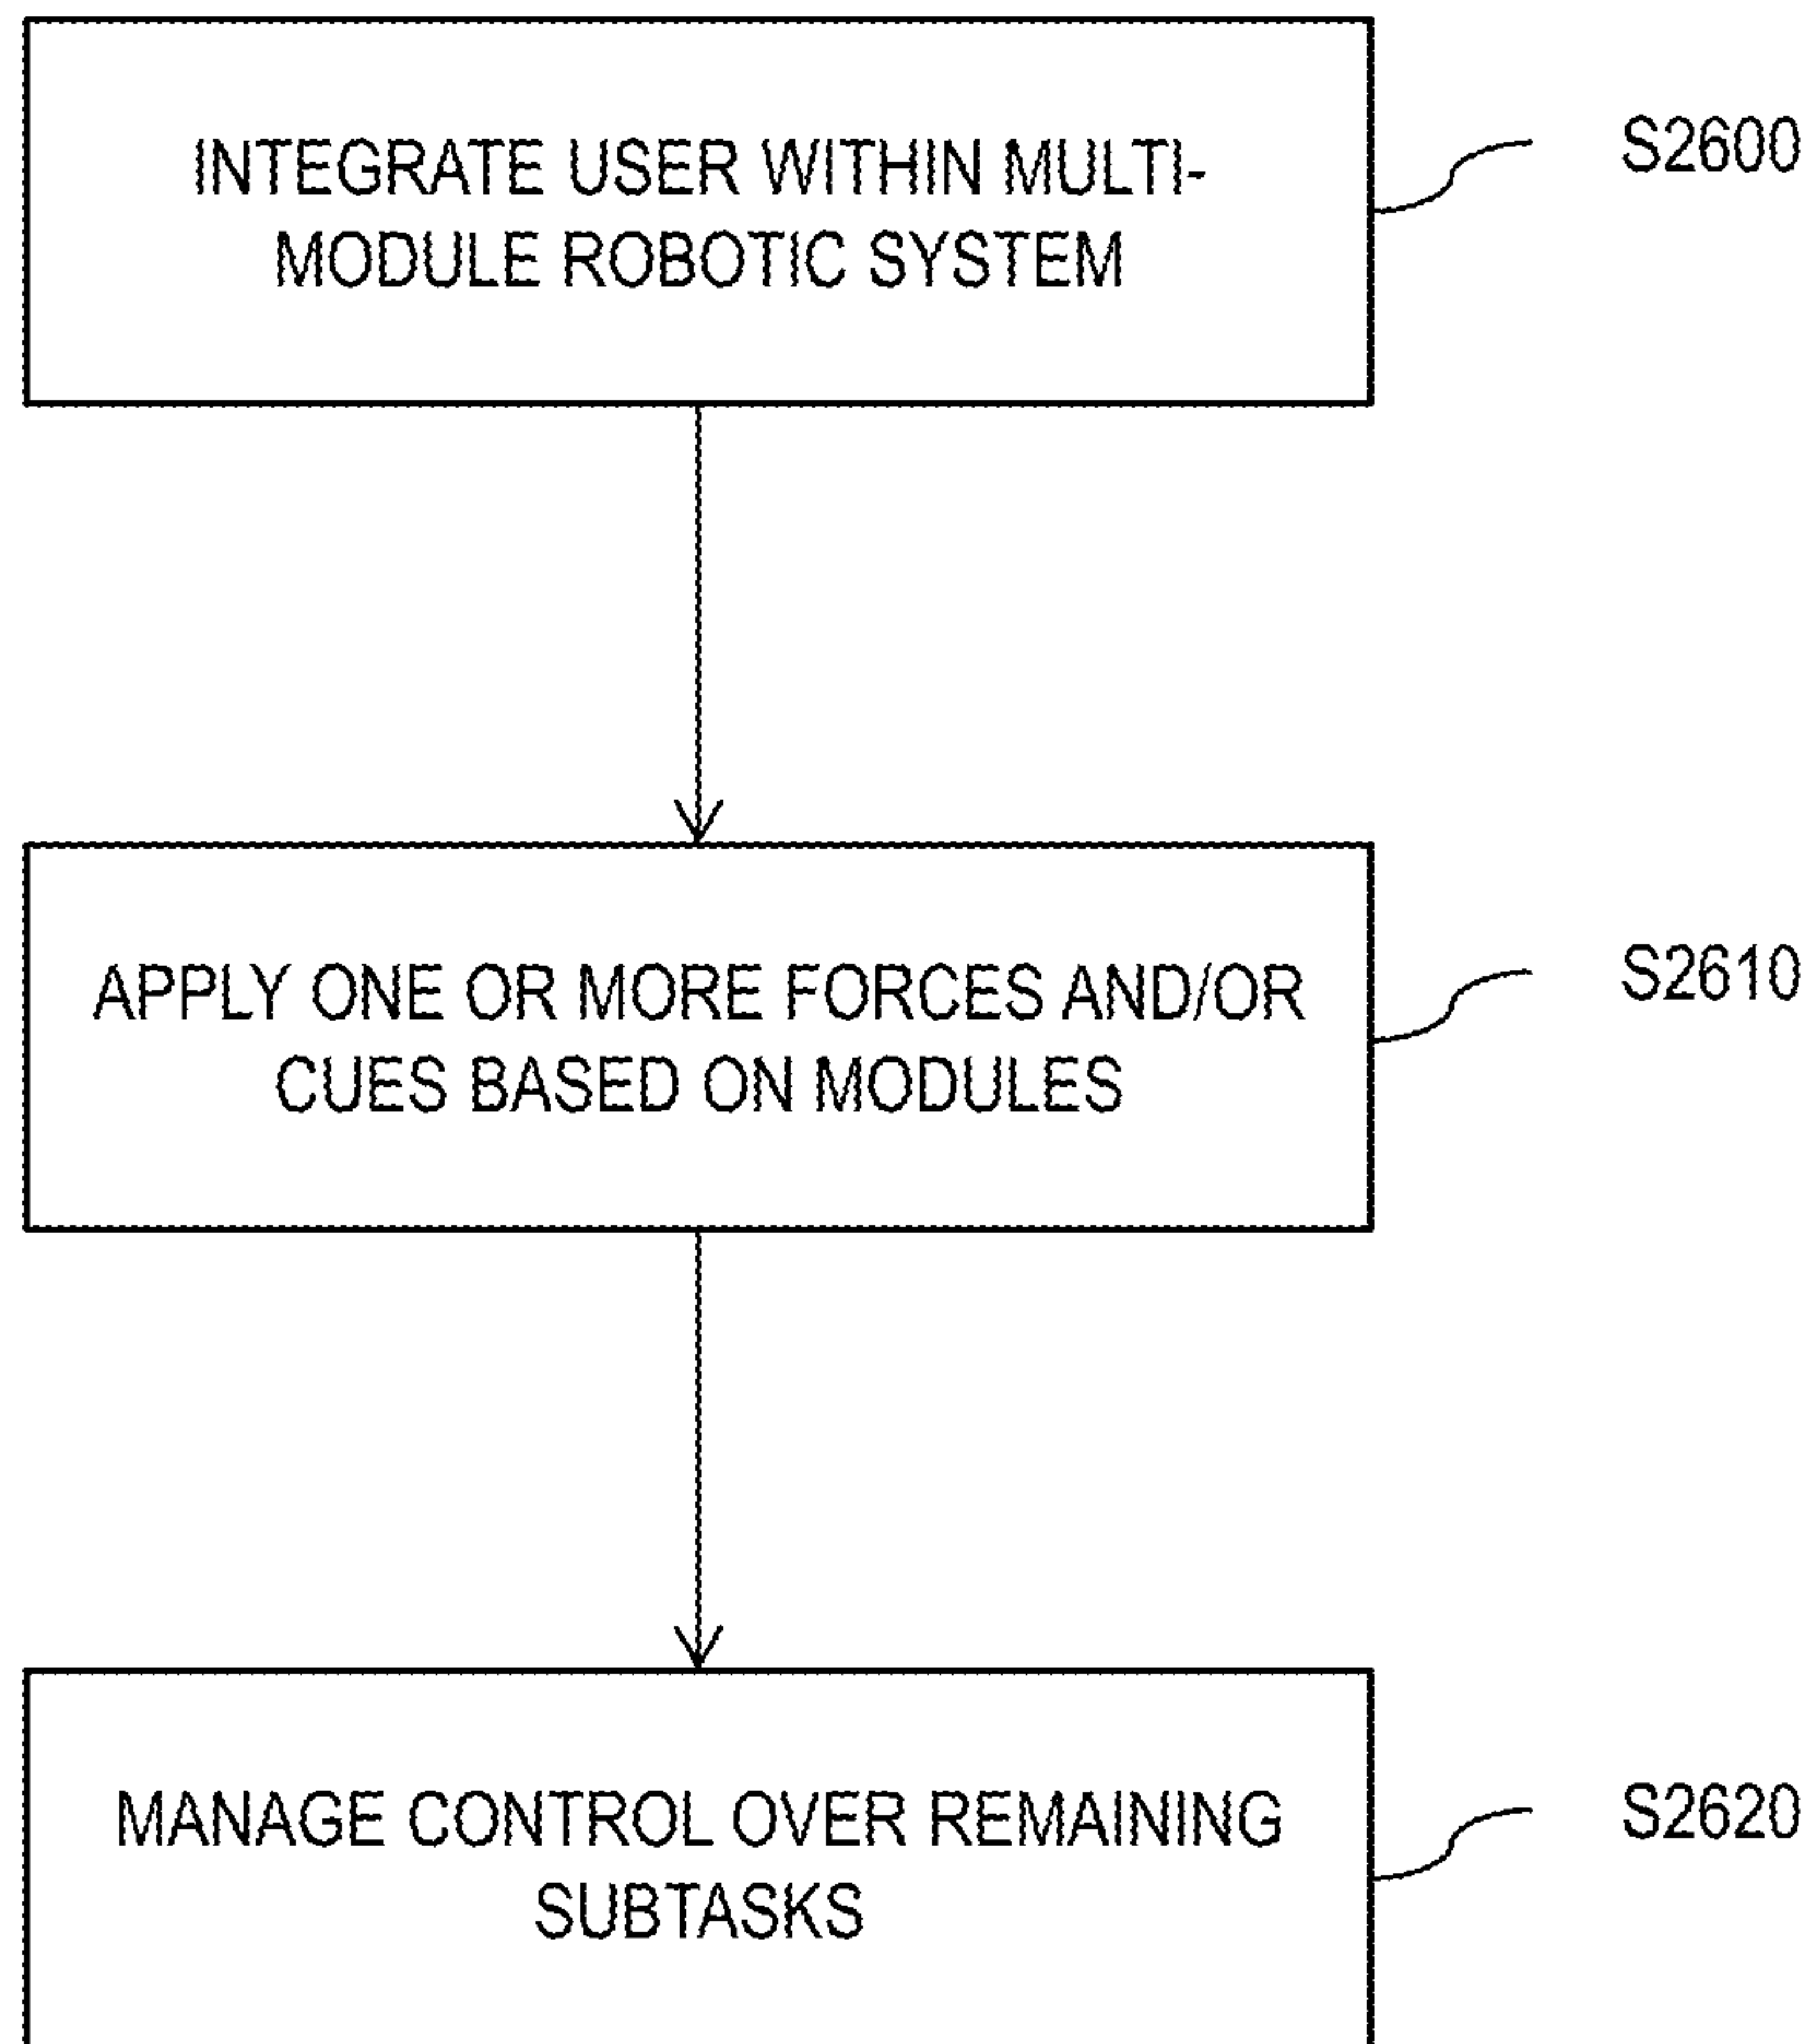 INTEGRATE USER WITHIN MULTI-
MODULE ROBOTIC SYSTEM
S2600
APPLY ONE OR MORE FORCES AND/OR
CUES BASED ON MODULES
S2610
MANAGE CONTROL OVER REMAINING
SUBTASKS
S2620